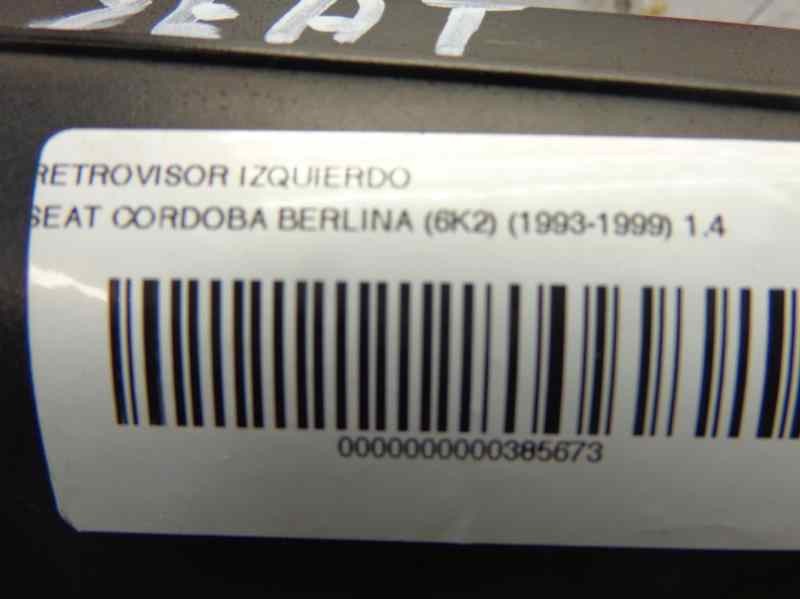 SEAT
RETROVISOR IZQUIERDO
SEAT CORDOBA BERLINA (6K2) (1993-1999) 1.4
0000000000385673